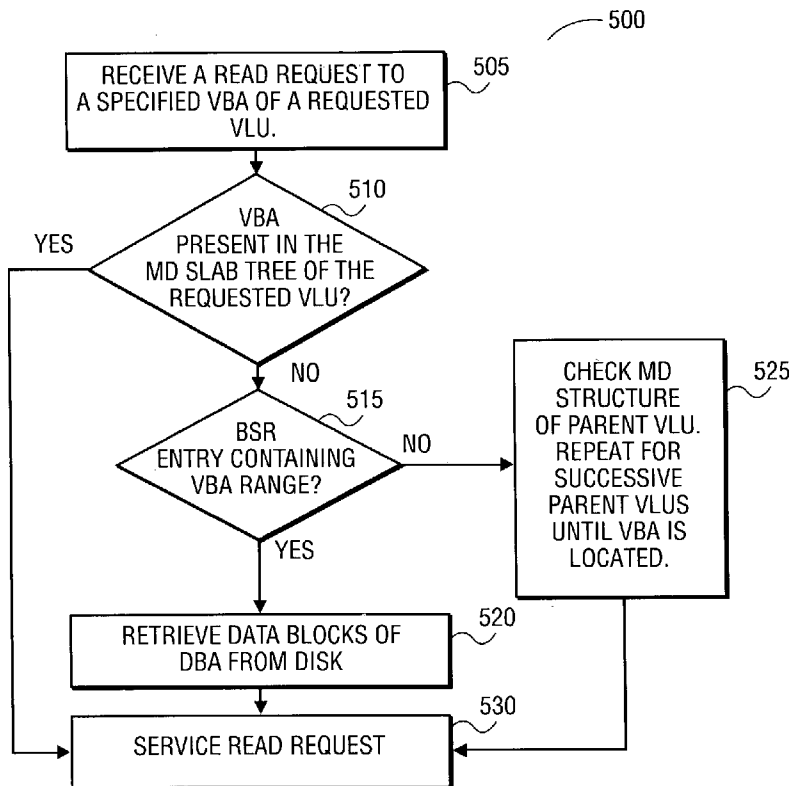 500
RECEIVE A READ REQUEST TO
A SPECIFIED VBA OF A REQUESTED
VLU.
505
510
VBA
PRESENT IN THE
MD SLAB TREE OF THE
REQUESTED VLU?
YES
NO
515
BSR
ENTRY CONTAINING
VBA RANGE?
NO
YES
525
CHECK MD
STRUCTURE
OF PARENT VLU.
REPEAT FOR
SUCCESSIVE
PARENT VLUS
UNTIL VBA IS
LOCATED.
520
RETRIEVE DATA BLOCKS OF
DBA FROM DISK
530
SERVICE READ REQUEST